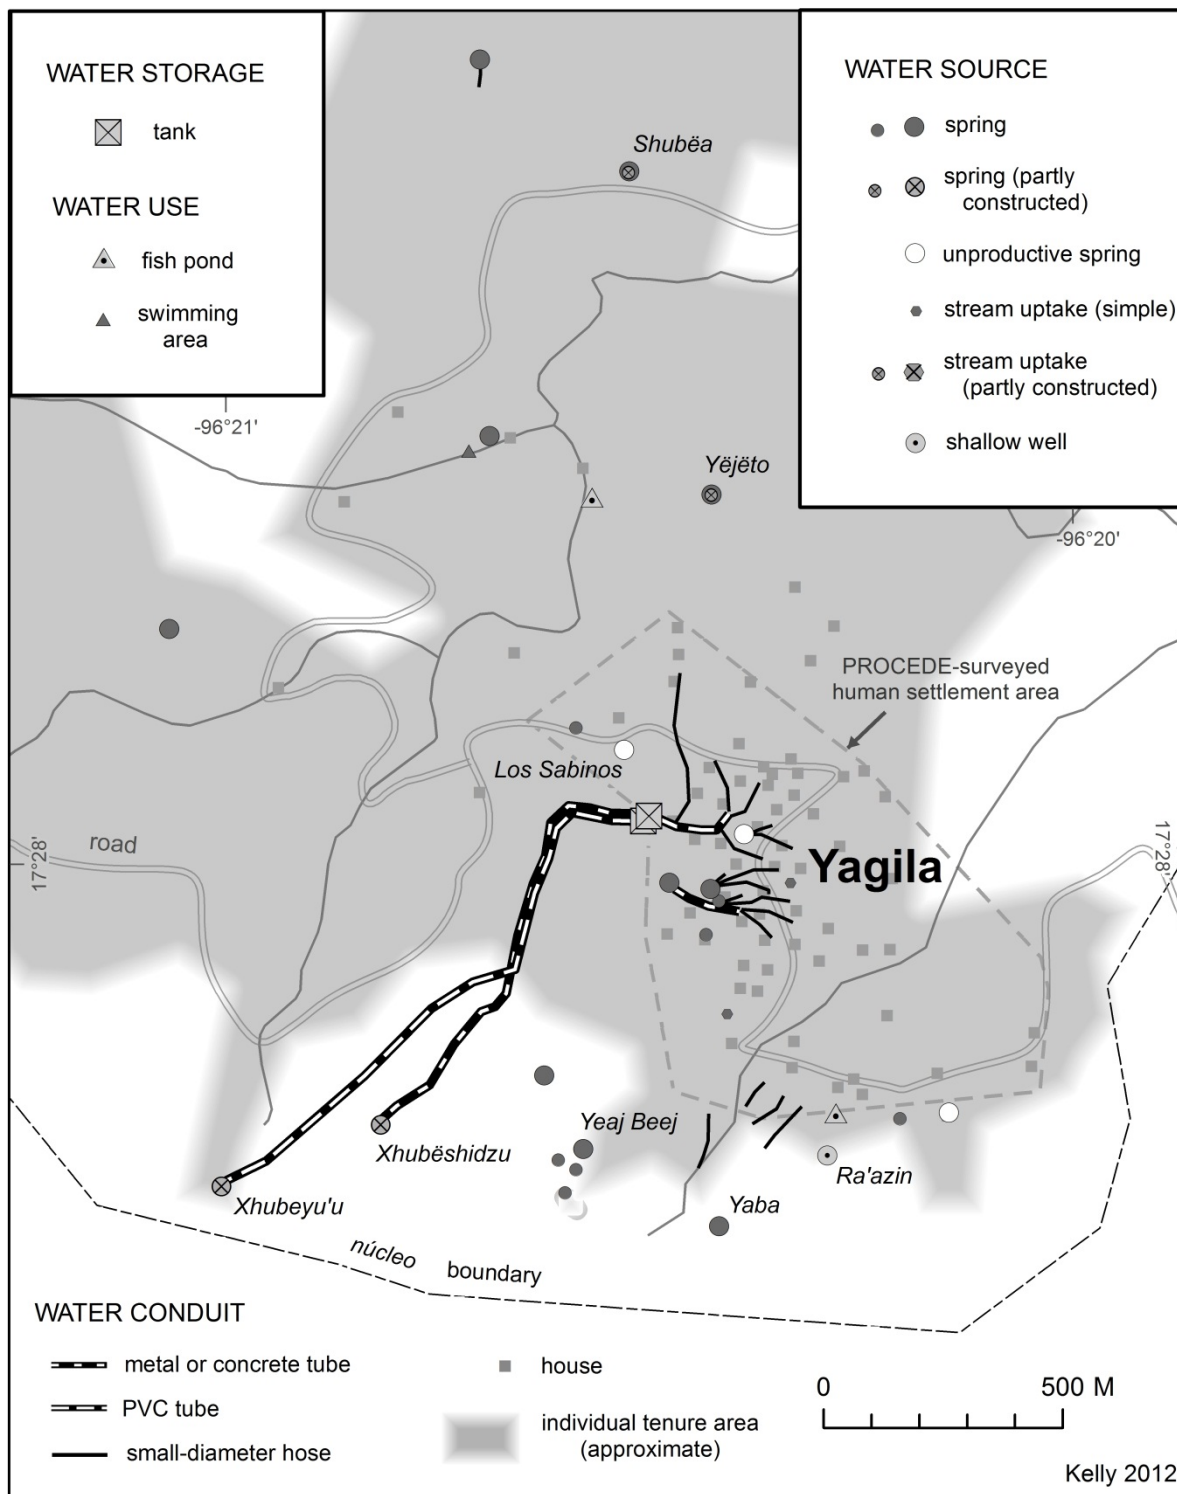 WATER STORAGE
tank
WATER USE
fish pond
swimming
area
WATER SOURCE
spring
spring (partly
constructed)
unproductive spring
stream uptake (simple)
stream uptake
(partly constructed)
shallow well
Shubëa
-96°21'
Yëjëto
-96°20'
PROCEDE-surveyed
human settlement area
Los Sabinos
road
17°28'
17°28'
Yagila
Xhubëshidzu
Yeaj Beej
Ra'azin
Xhubeyu'u
Yaba
núcleo boundary
WATER CONDUIT
metal or concrete tube
PVC tube
small-diameter hose
house
individual tenure area
(approximate)
0 500 M
Kelly 2012